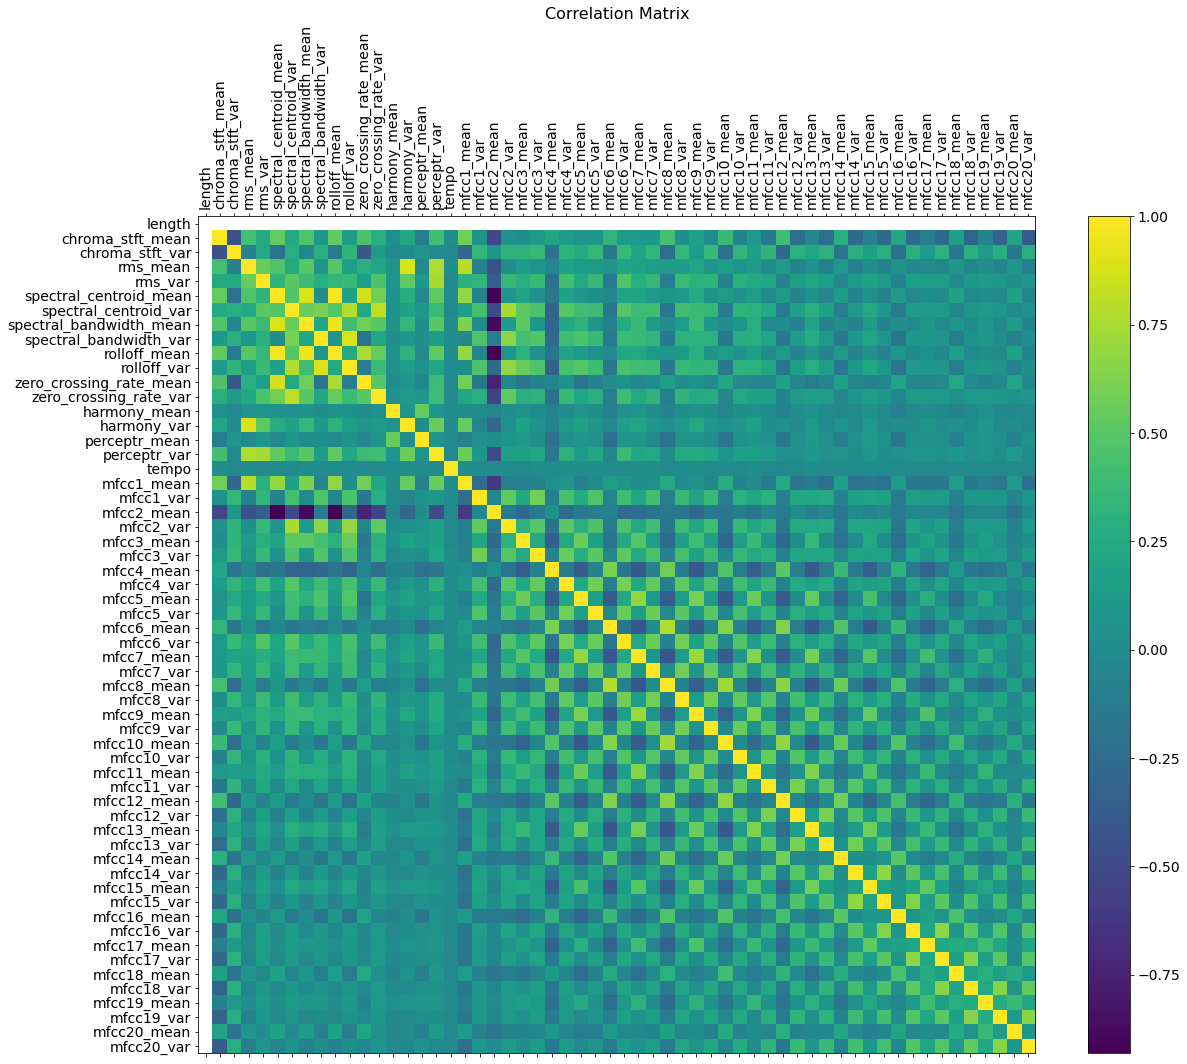 Correlation Matrix
length
chroma_stft_mean
chroma_stft_var
rms_mean
rms_var
spectral_centroid_mean
spectral_centroid_var
spectral_bandwidth_mean
spectral_bandwidth_var
rolloff_mean
rolloff_var
zero_crossing_rate_mean
zero_crossing_rate_var
harmony_mean
harmony_var
perceptr_mean
perceptr_var
tempo
mfcc1_mean
mfcc1_var
mfcc2_mean
mfcc2_var
mfcc3_mean
mfcc3_var
mfcc4_mean
mfcc4_var
mfcc5_mean
mfcc5_var
mfcc6_mean
mfcc6_var
mfcc7_mean
mfcc7_var
mfcc8_mean
mfcc8_var
mfcc9_mean
mfcc9_var
mfcc10_mean
mfcc10_var
mfcc11_mean
mfcc11_var
mfcc12_mean
mfcc12_var
mfcc13_mean
mfcc13_var
mfcc14_mean
mfcc14_var
mfcc15_mean
mfcc15_var
mfcc16_mean
mfcc16_var
mfcc17_mean
mfcc17_var
mfcc18_mean
mfcc18_var
mfcc19_mean
mfcc19_var
mfcc20_mean
mfcc20_var
length
chroma_stft_mean
chroma_stft_var
rms_mean
rms_var
spectral_centroid_mean
spectral_centroid_var
spectral_bandwidth_mean
spectral_bandwidth_var
rolloff_mean
rolloff_var
zero_crossing_rate_mean
zero_crossing_rate_var
harmony_mean
harmony_var
perceptr_mean
perceptr_var
tempo
mfcc1_mean
mfcc1_var
mfcc2_mean
mfcc2_var
mfcc3_mean
mfcc3_var
mfcc4_mean
mfcc4_var
mfcc5_mean
mfcc5_var
mfcc6_mean
mfcc6_var
mfcc7_mean
mfcc7_var
mfcc8_mean
mfcc8_var
mfcc9_mean
mfcc9_var
mfcc10_mean
mfcc10_var
mfcc11_mean
mfcc11_var
mfcc12_mean
mfcc12_var
mfcc13_mean
mfcc13_var
mfcc14_mean
mfcc14_var
mfcc15_mean
mfcc15_var
mfcc16_mean
mfcc16_var
mfcc17_mean
mfcc17_var
mfcc18_mean
mfcc18_var
mfcc19_mean
mfcc19_var
mfcc20_mean
mfcc20_var
1.00
0.75
0.50
0.25
0.00
−0.25
−0.50
−0.75